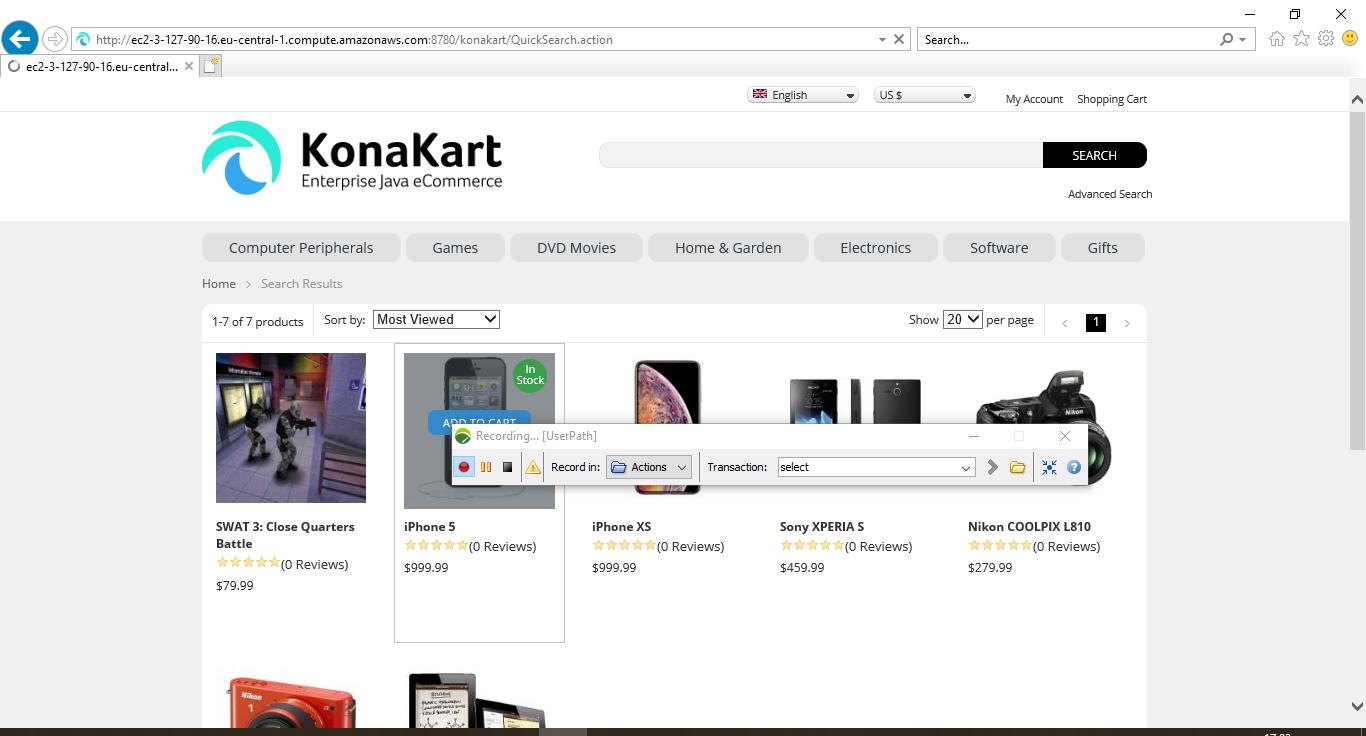 http://ec2-3-127-90-16.eu-central-1.compute.amazonaws.com:8780/konakart/QuickSearch.action
Search...
ec2-3-127-90-16.eu-central...
English
US $
My Account
Shopping Cart
KonaKart
Enterprise Java eCommerce
SEARCH
Advanced Search
Computer Peripherals
Games
DVD Movies
Home & Garden
Electronics
Software
Gifts
Home
Search Results
1-7 of 7 products
Sort by:
Most Viewed
Show
20
per page
1
In
Stock
ADD TO CART
Recording... [UserPath]
Record in:
Actions
Transaction:
select
Nikon
SWAT 3: Close Quarters
Battle
(0 Reviews)
$79.99
iPhone 5
(0 Reviews)
$999.99
iPhone XS
(0 Reviews)
$999.99
Sony XPERIA S
(0 Reviews)
$459.99
Nikon COOLPIX L810
(0 Reviews)
$279.99
Nikon
1